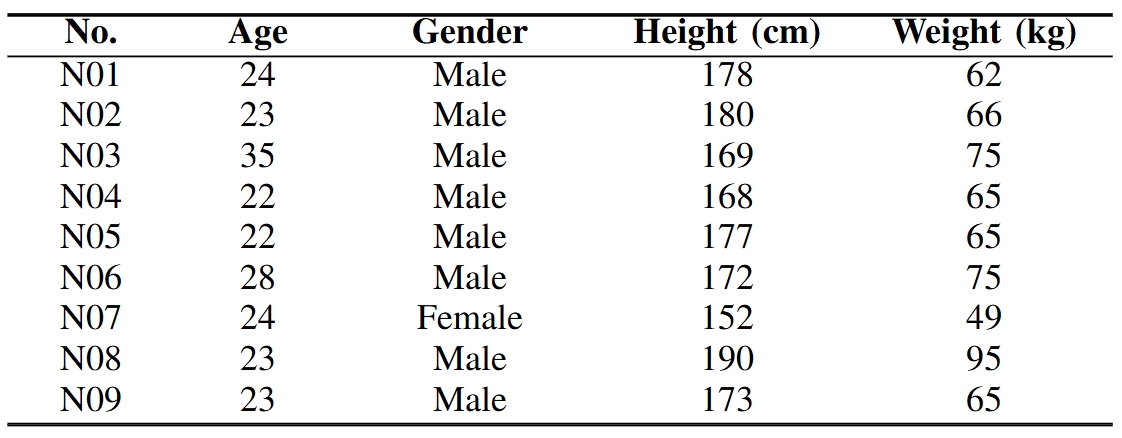 No. Age Gender Height (cm) Weight (kg)
N01 24 Male 178 62
N02 23 Male 180 66
N03 35 Male 169 75
N04 22 Male 168 65
N05 22 Male 177 65
N06 28 Male 172 75
N07 24 Female 152 49
N08 23 Male 190 95
N09 23 Male 173 65